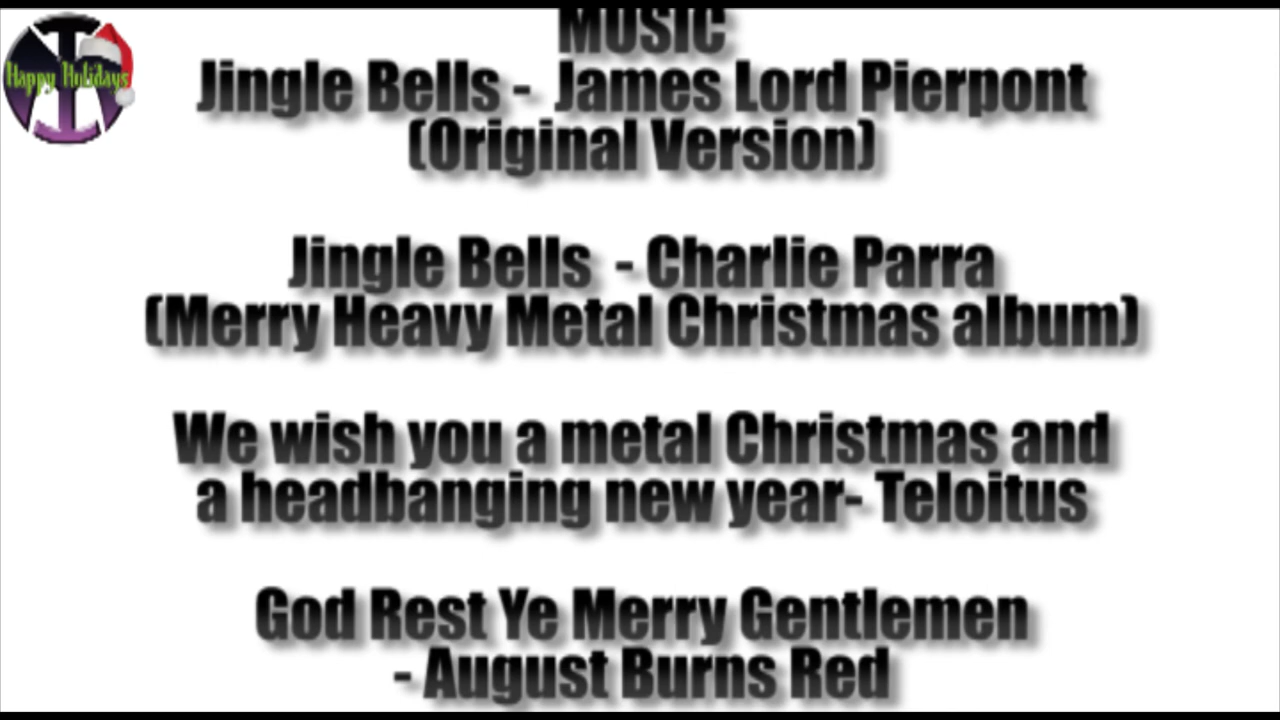 Happy Holidays
MUSIC
Jingle Bells - James Lord Pierpont
(Original Version)
Jingle Bells - Charlie Parra
(Merry Heavy Metal Christmas album)
We wish you a metal Christmas and
a headbanging new year- Teloitus
God Rest Ye Merry Gentlemen
- August Burns Red